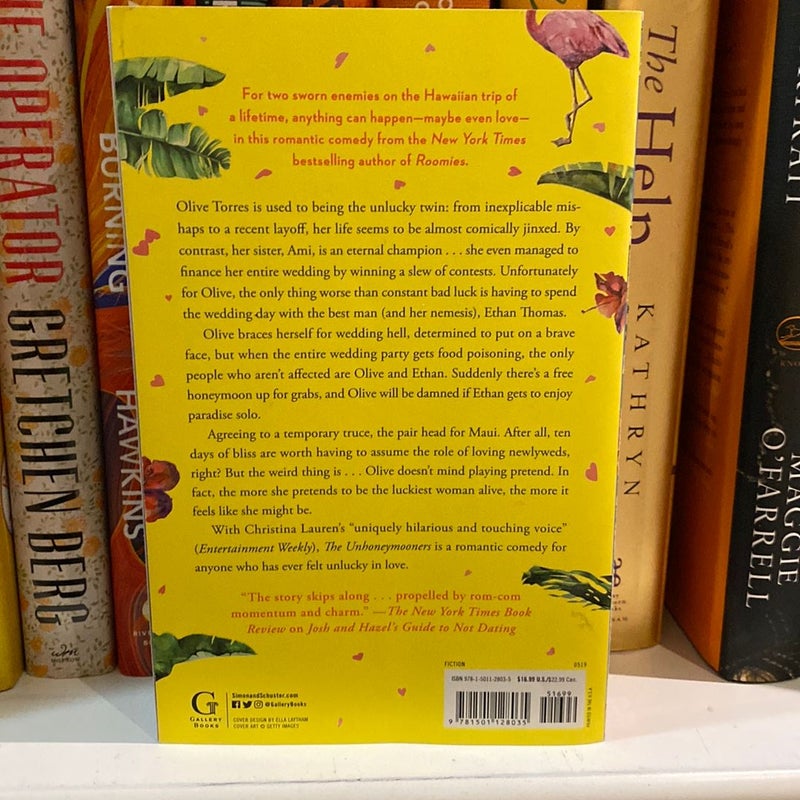 For two sworn enemies on the Hawaiian trip of
a lifetime, anything can happen—maybe even love—
in this romantic comedy from the New York Times
bestselling author of Roomies.
Olive Torres is used to being the unlucky twin: from inexplicable mis-
haps to a recent layoff, her life seems to be almost comically jinxed. By
contrast, her sister, Ami, is an eternal champion . . . she even managed to
finance her entire wedding by winning a slew of contests. Unfortunately
for Olive, the only thing worse than constant bad luck is having to spend
the wedding day with the best man (and her nemesis), Ethan Thomas.
Olive braces herself for wedding hell, determined to put on a brave
face, but when the entire wedding party gets food poisoning, the only
people who aren't affected are Olive and Ethan. Suddenly there's a free
honeymoon up for grabs, and Olive will be damned if Ethan gets to enjoy
paradise solo.
Agreeing to a temporary truce, the pair head for Maui. After all, ten
days of bliss are worth having to assume the role of loving newlyweds,
right? But the weird thing is . . . Olive doesn't mind playing pretend. In
fact, the more she pretends to be the luckiest woman alive, the more it
feels like she might be.
With Christina Lauren's "uniquely hilarious and touching voice"
(Entertainment Weekly), The Unhoneymooners is a romantic comedy for
anyone who has ever felt unlucky in love.
"The story skips along . . . propelled by rom-com
momentum and charm." —The New York Times Book
Review on Josh and Hazel's Guide to Not Dating
FICTION 0519
ISBN 978-1-5011-2803-5 $16.99 U.S./$22.99 Can.
51699
9 781501 128035
PRINTED IN THE U.S.A.
G
GALLERY
BOOKS
SimonandSchuster.com
@GalleryBooks
COVER DESIGN BY ELLA LAYTHAM
COVER ART © GETTY IMAGES
OPERATOR
GRETCHEN BERG
wm
MORROW
BURNING
HAWKINS
The Help
KATHRYN
MAGGIE
O'FARRELL